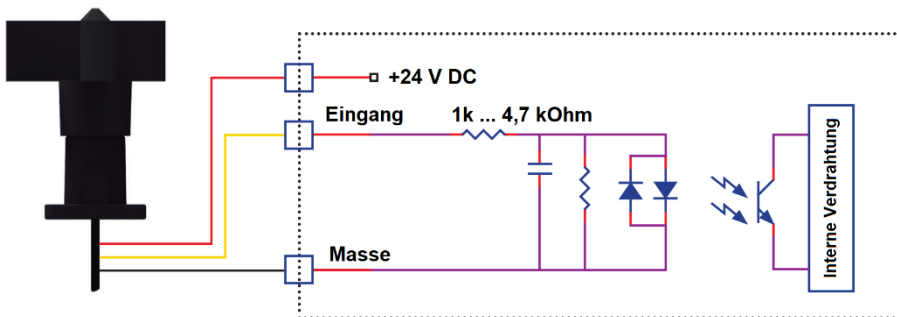 +24 V DC
Eingang
1k ... 4,7 kOhm
Masse
Interne Verdrahtung